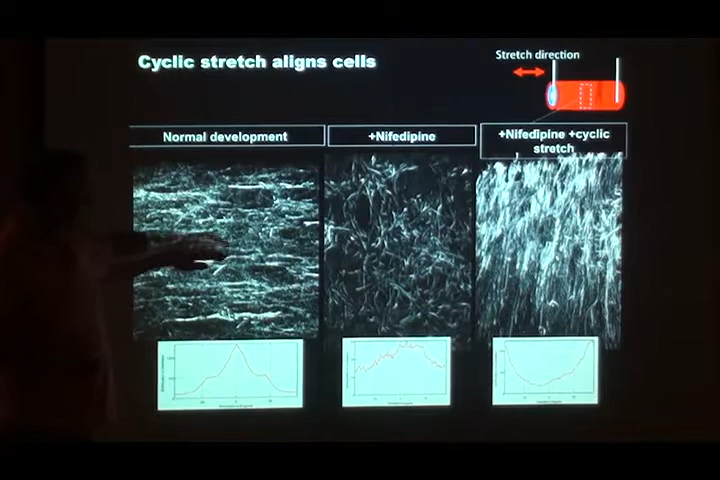 Cyclic stretch aligns cells
Stretch direction
Normal development
+Nifedipine
+Nifedipine +cyclic
stretch